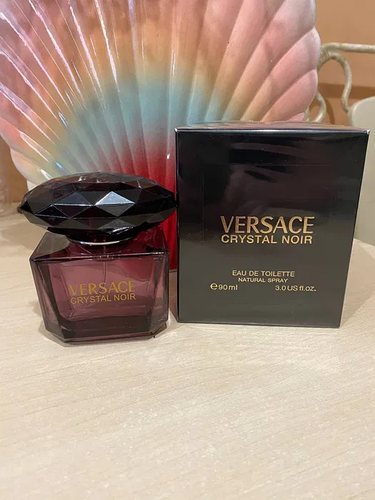 VERSACE
CRYSTAL NOIR
VERSACE
CRYSTAL NOIR
EAU DE TOILETTE
NATURAL SPRAY
℮90ml 3.0 US fl.oz.